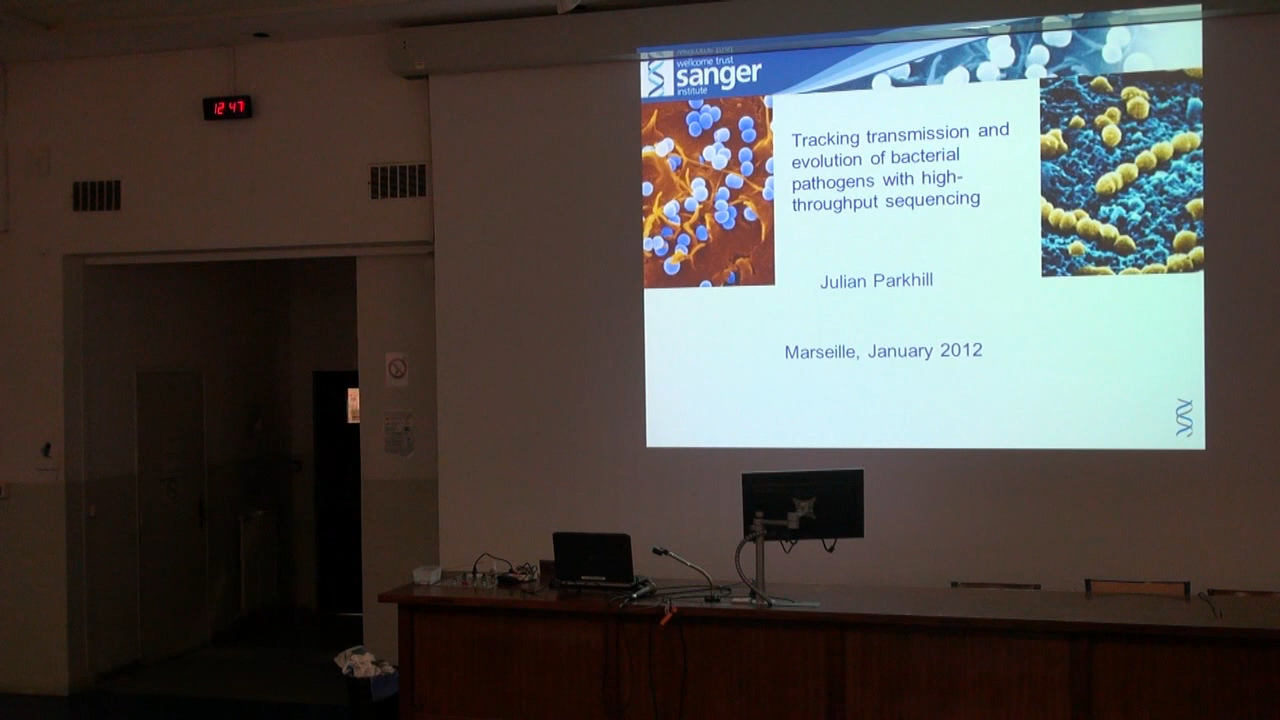 12 47
wellcome trust
sanger
institute
Tracking transmission and
evolution of bacterial
pathogens with high-
throughput sequencing
Julian Parkhill
Marseille, January 2012